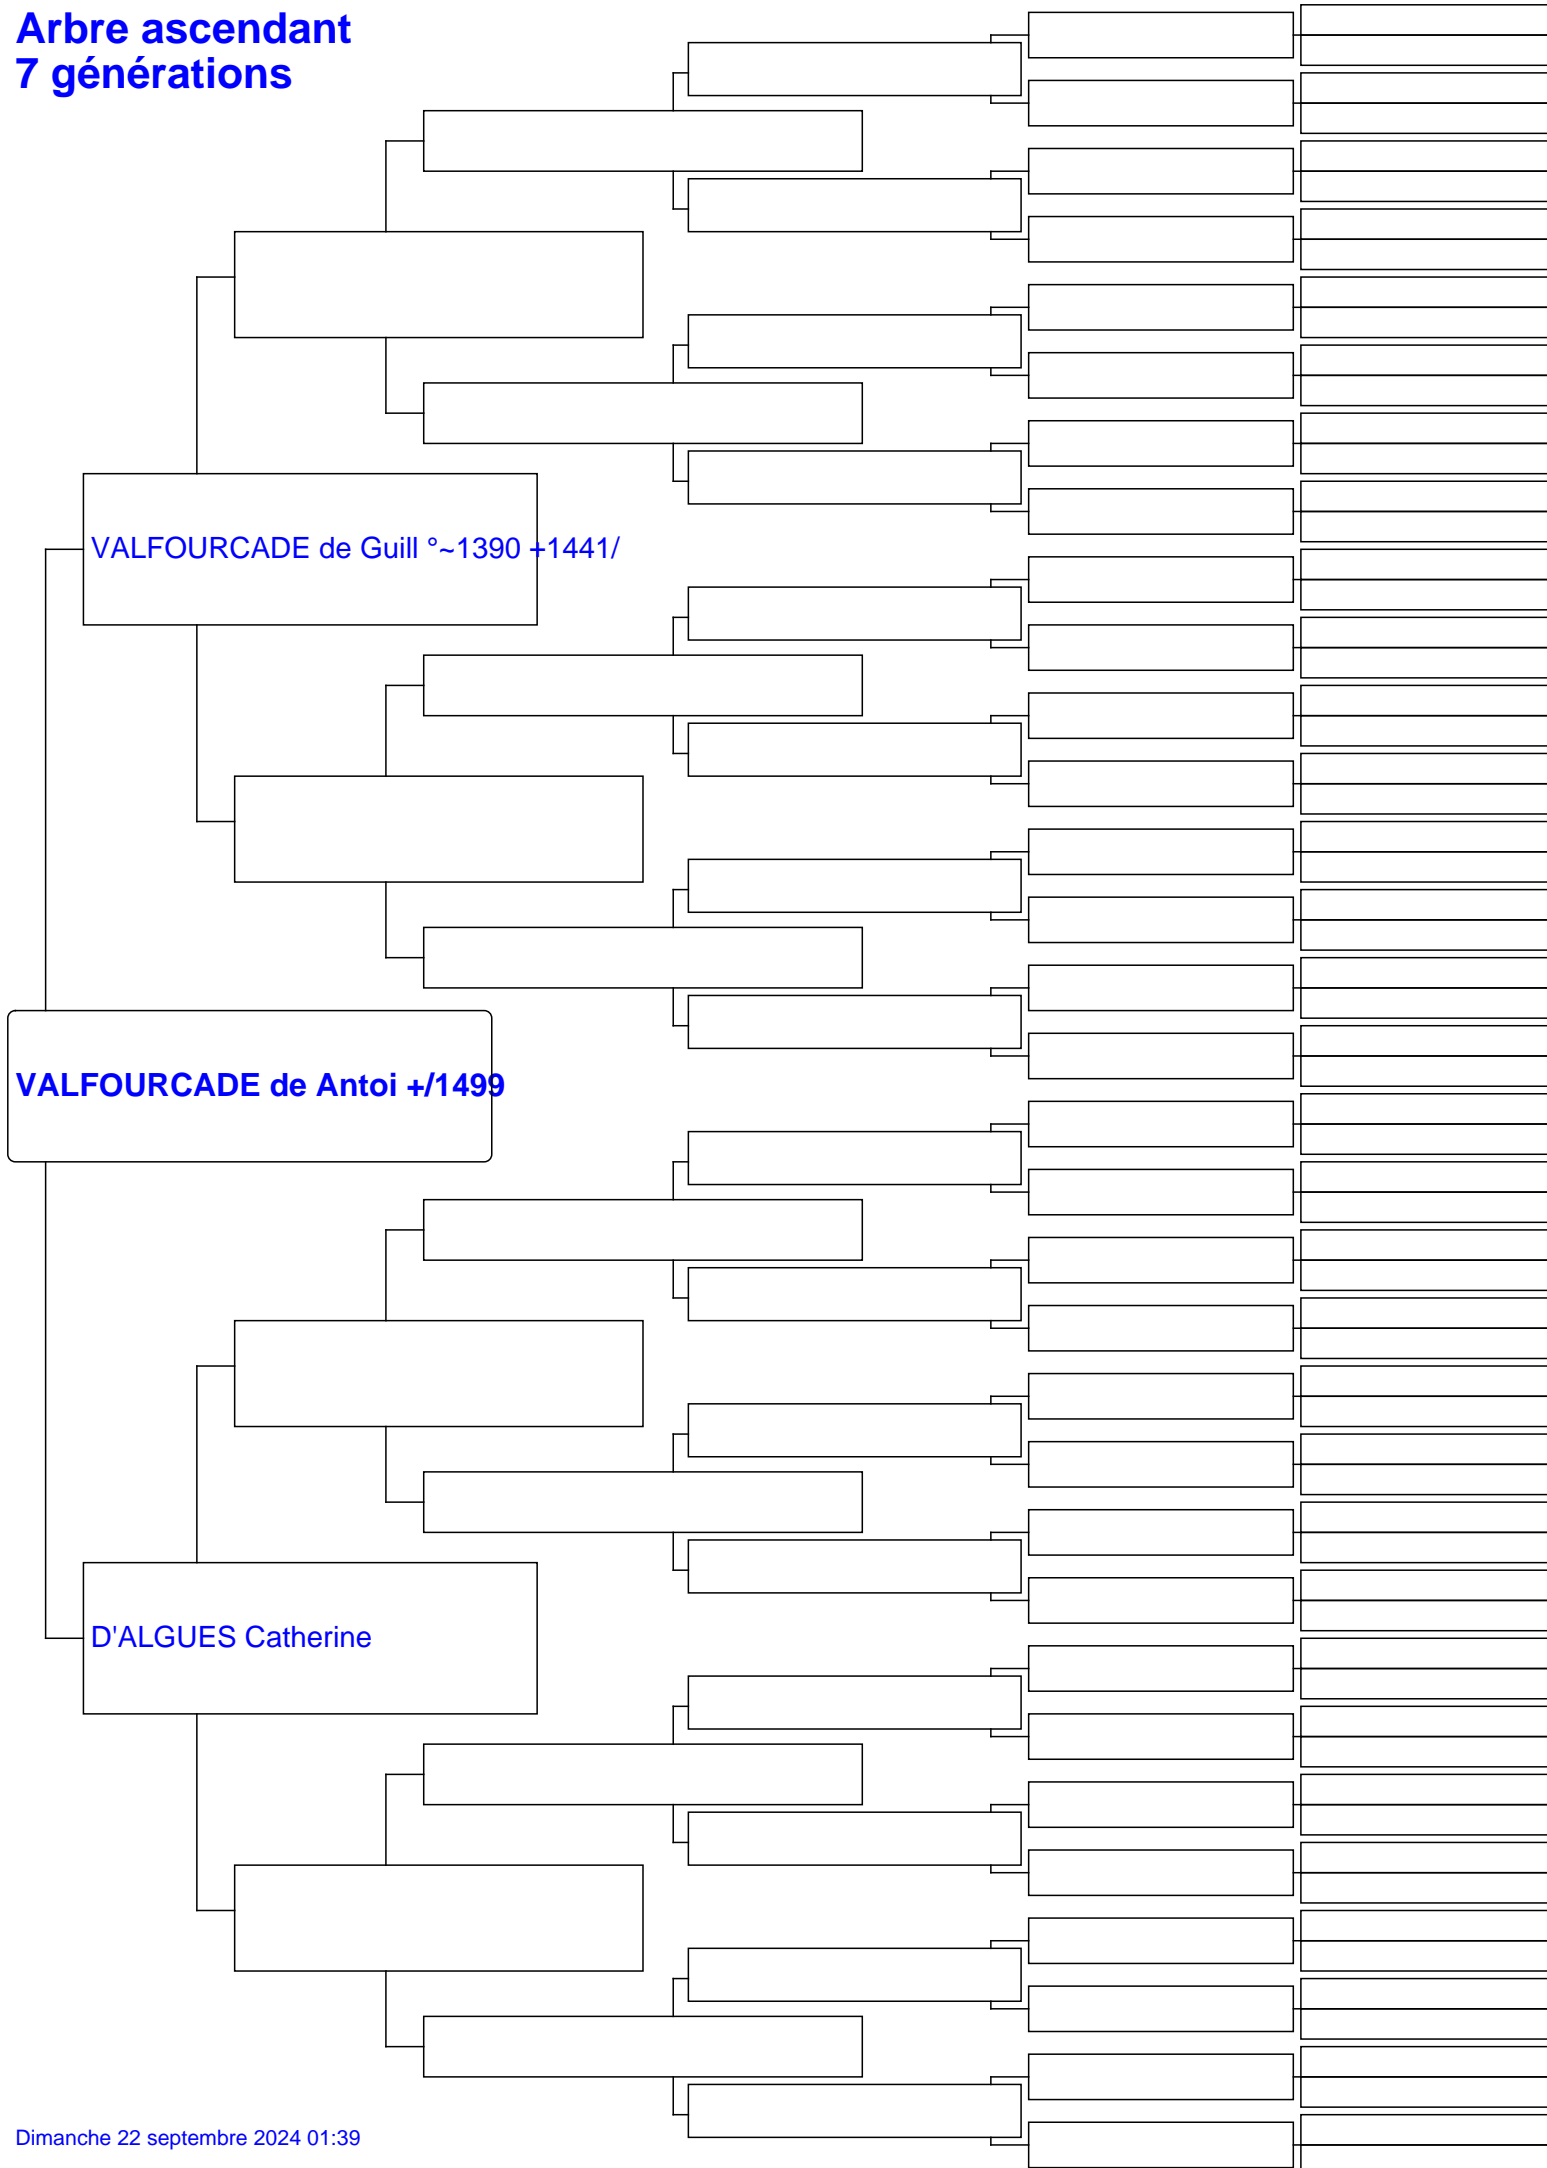 Arbre ascendant
7 générations
VALFOURCADE de Guill °~1390 +1441/
VALFOURCADE de Antoi +/1499
D'ALGUES Catherine
Dimanche 22 septembre 2024 01:39